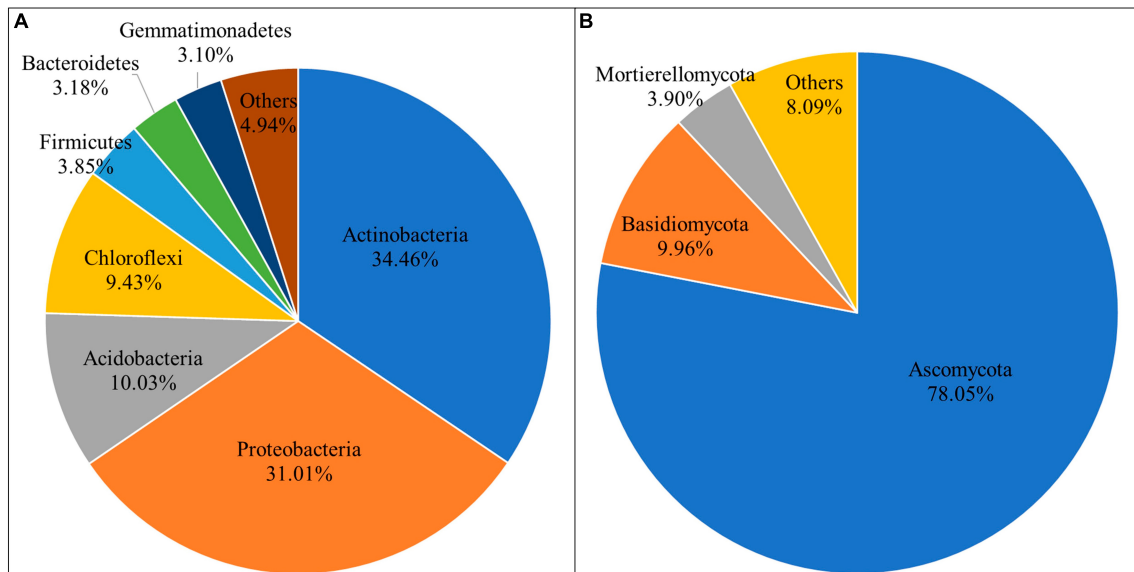 A
Gemmatimonadetes
3.10%
Bacteroidetes
3.18%
Others
4.94%
Firmicutes
3.85%
Actinobacteria
34.46%
Chloroflexi
9.43%
Acidobacteria
10.03%
Proteobacteria
31.01%
B
Mortierellomycota
3.90%
Others
8.09%
Basidiomycota
9.96%
Ascomycota
78.05%